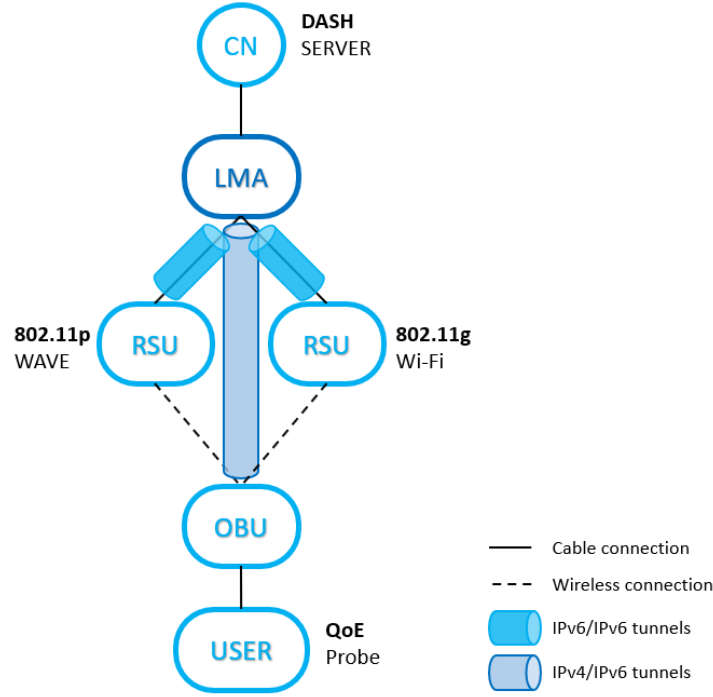 CN
DASH
SERVER
LMA
802.11p
WAVE
RSU
RSU
802.11g
Wi-Fi
OBU
USER
QoE
Probe
Cable connection
Wireless connection
IPv6/IPv6 tunnels
IPv4/IPv6 tunnels